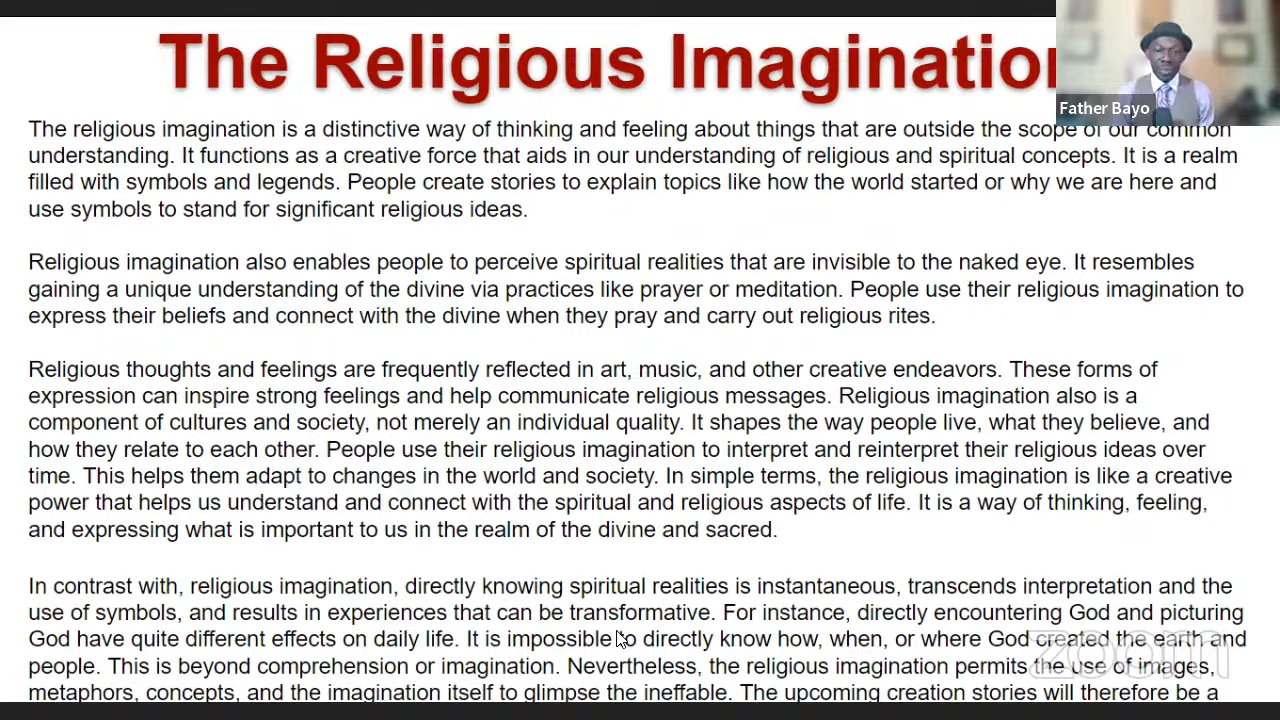 The Religious Imagination
Father Bayo
The religious imagination is a distinctive way of thinking and feeling about things that are outside the scope of our common
understanding. It functions as a creative force that aids in our understanding of religious and spiritual concepts. It is a realm
filled with symbols and legends. People create stories to explain topics like how the world started or why we are here and
use symbols to stand for significant religious ideas.
Religious imagination also enables people to perceive spiritual realities that are invisible to the naked eye. It resembles
gaining a unique understanding of the divine via practices like prayer or meditation. People use their religious imagination to
express their beliefs and connect with the divine when they pray and carry out religious rites.
Religious thoughts and feelings are frequently reflected in art, music, and other creative endeavors. These forms of
expression can inspire strong feelings and help communicate religious messages. Religious imagination also is a
component of cultures and society, not merely an individual quality. It shapes the way people live, what they believe, and
how they relate to each other. People use their religious imagination to interpret and reinterpret their religious ideas over
time. This helps them adapt to changes in the world and society. In simple terms, the religious imagination is like a creative
power that helps us understand and connect with the spiritual and religious aspects of life. It is a way of thinking, feeling,
and expressing what is important to us in the realm of the divine and sacred.
In contrast with, religious imagination, directly knowing spiritual realities is instantaneous, transcends interpretation and the
use of symbols, and results in experiences that can be transformative. For instance, directly encountering God and picturing
God have quite different effects on daily life. It is impossible to directly know how, when, or where God created the earth and
people. This is beyond comprehension or imagination. Nevertheless, the religious imagination permits the use of images,
metaphors, concepts, and the imagination itself to glimpse the ineffable. The upcoming creation stories will therefore be a
zoom